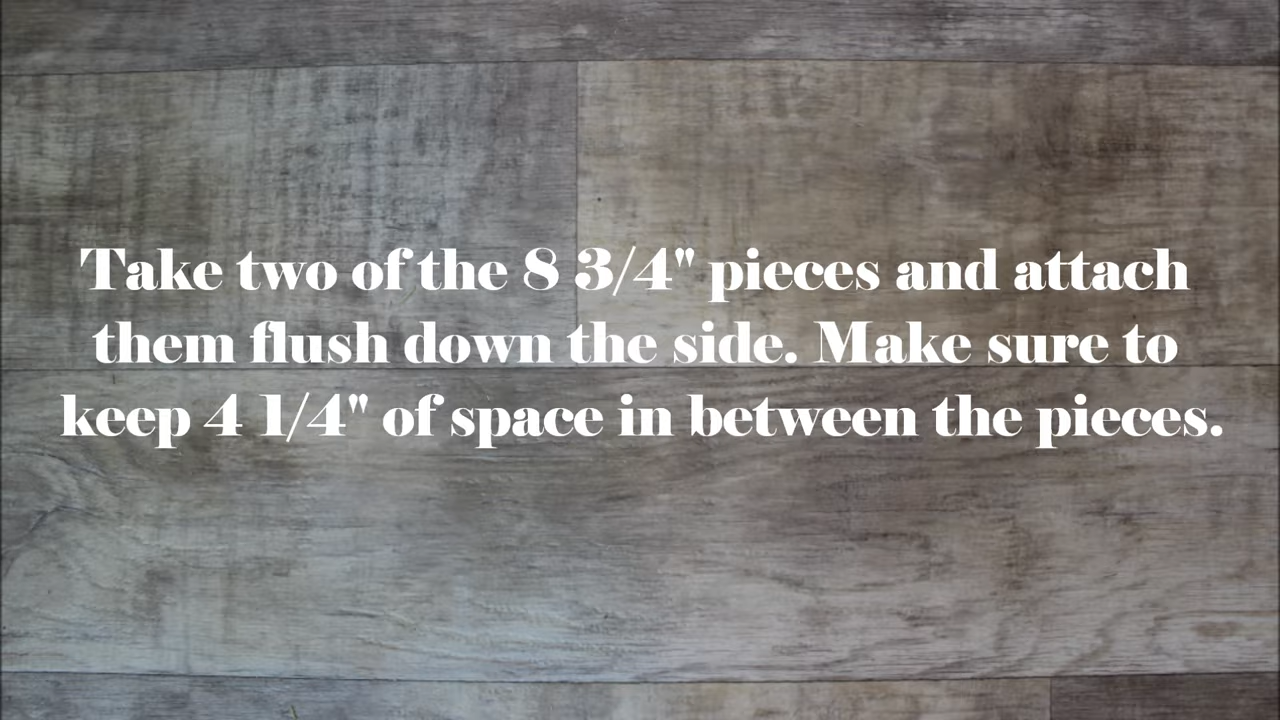 Take two of the 8 3/4" pieces and attach
them flush down the side. Make sure to
keep 4 1/4" of space in between the pieces.